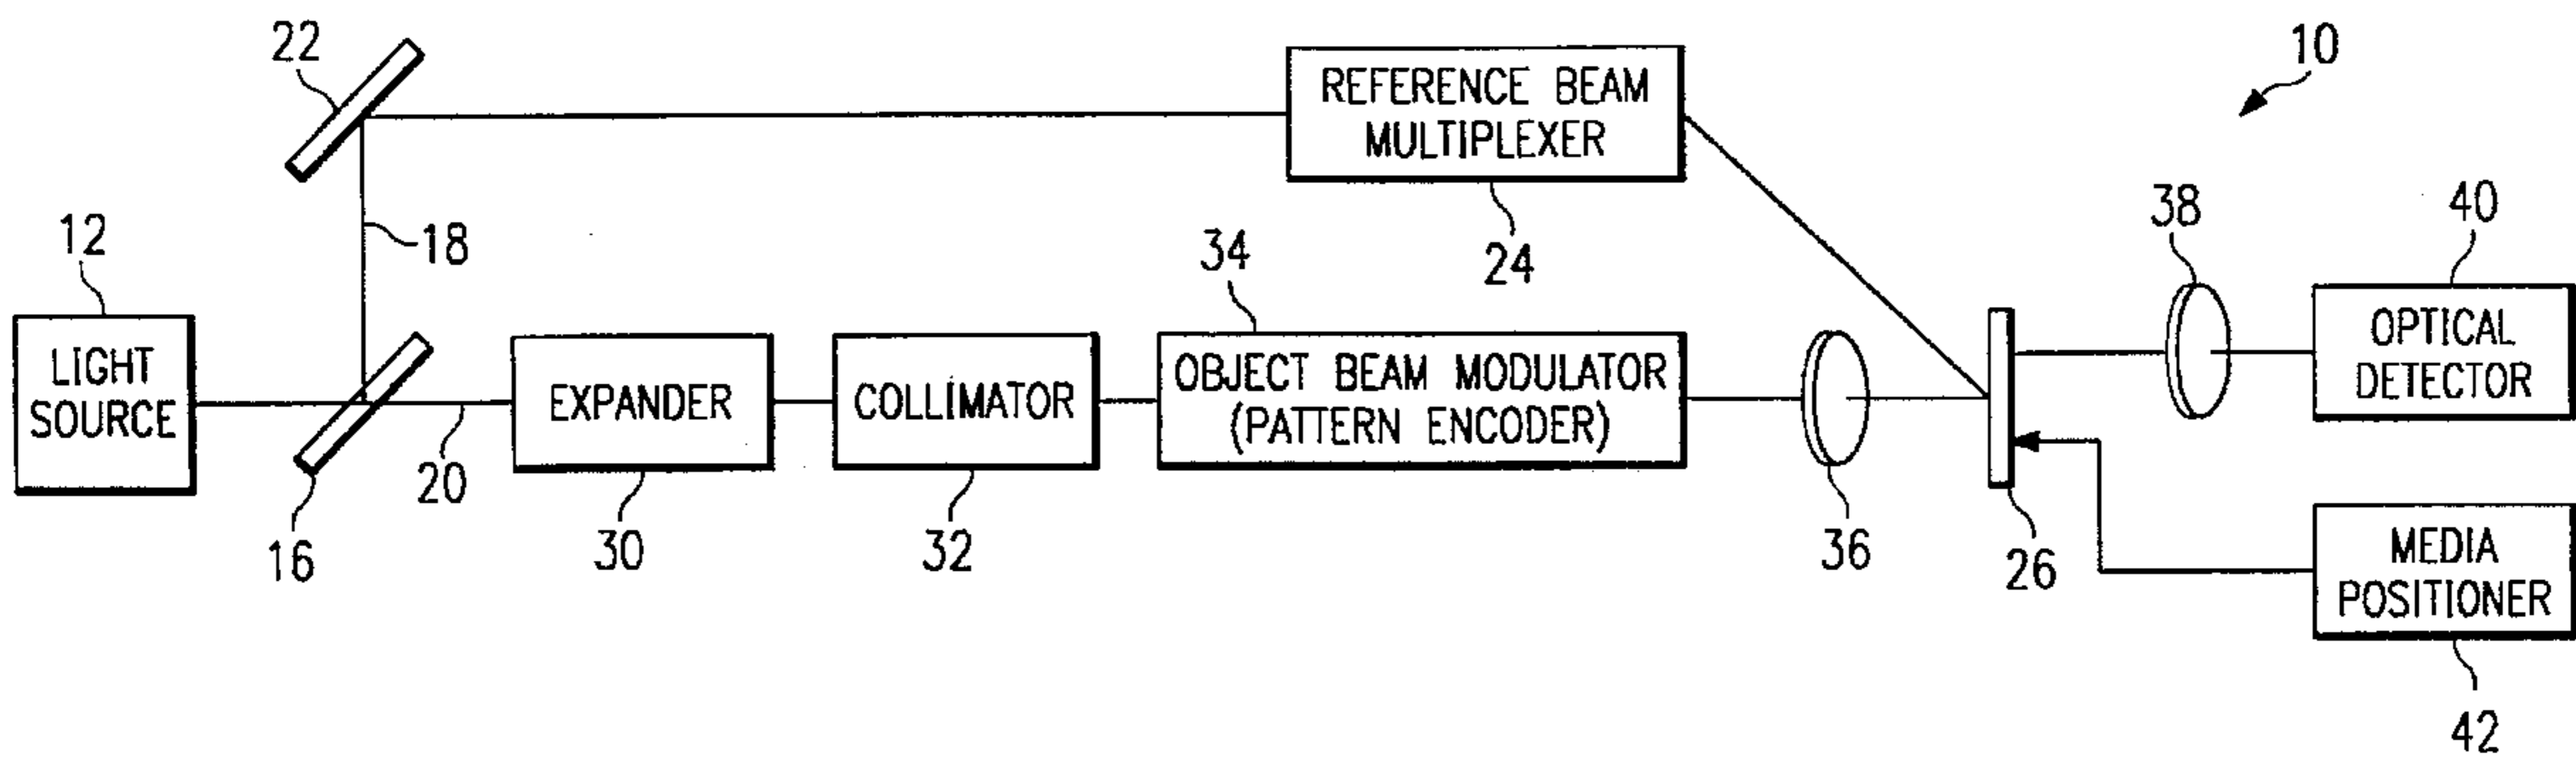 22
REFERENCE BEAM
MULTIPLEXER
10
12
18
34
24
38
40
LIGHT
SOURCE
EXPANDER
COLLIMATOR
OBJECT BEAM MODULATOR
(PATTERN ENCODER)
OPTICAL
DETECTOR
16
20
30
32
36
26
MEDIA
POSITIONER
42